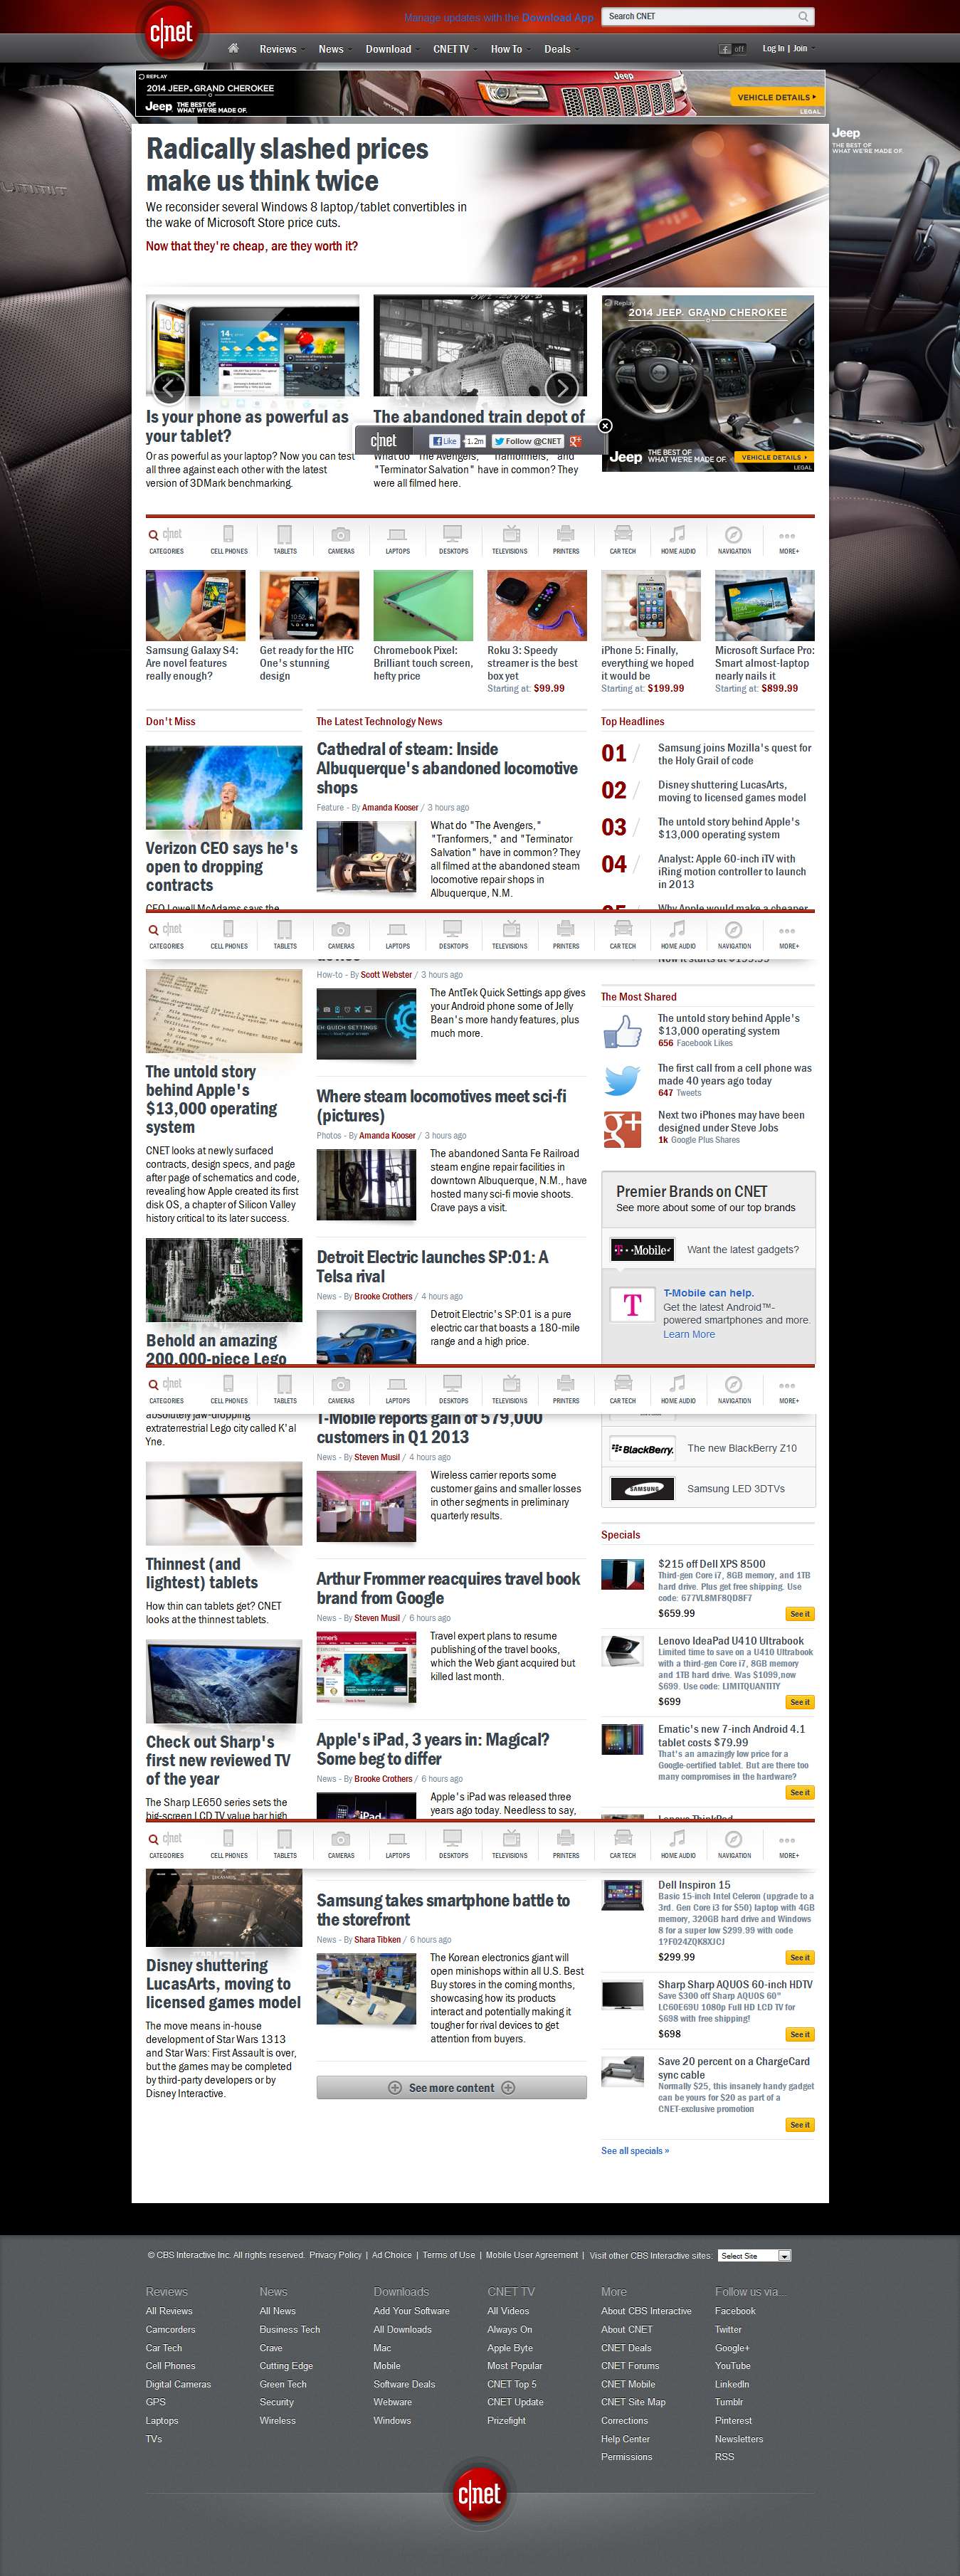 Manage updates with the Download App
Search CNET
c|net
Reviews
News
Download
CNET TV
How To
Deals
off
Log In | Join
REPLAY
2014 JEEP® GRAND CHEROKEE
Jeep THE BEST OF
WHAT WE'RE MADE OF.
Jeep
VEHICLE DETAILS
LEGAL
Jeep
THE BEST OF
WHAT WE'RE MADE OF.
Radically slashed prices
make us think twice
We reconsider several Windows 8 laptop/tablet convertibles in
the wake of Microsoft Store price cuts.
Now that they're cheap, are they worth it?
Is your phone as powerful as
your tablet?
Or as powerful as your laptop? Now you can test
all three against each other with the latest
version of 3DMark benchmarking.
The abandoned train depot of
c|net
Like
1.2m
Follow @CNET
What do "The Avengers," "Tranformers," and
"Terminator Salvation" have in common? They
were all filmed here.
Replay
2014 JEEP® GRAND CHEROKEE
Jeep THE BEST OF
WHAT WE'RE MADE OF.
VEHICLE DETAILS
LEGAL
c|net
CATEGORIES
CELL PHONES
TABLETS
CAMERAS
LAPTOPS
DESKTOPS
TELEVISIONS
PRINTERS
CAR TECH
HOME AUDIO
NAVIGATION
MORE+
Samsung Galaxy S4:
Are novel features
really enough?
Get ready for the HTC
One's stunning
design
Chromebook Pixel:
Brilliant touch screen,
hefty price
Roku 3: Speedy
streamer is the best
box yet
Starting at: $99.99
iPhone 5: Finally,
everything we hoped
it would be
Starting at: $199.99
Microsoft Surface Pro:
Smart almost-laptop
nearly nails it
Starting at: $899.99
Don't Miss
Verizon CEO says he's
open to dropping
contracts
CEO Lowell McAdams says the
The Latest Technology News
Cathedral of steam: Inside
Albuquerque's abandoned locomotive
shops
Feature - By Amanda Kooser / 3 hours ago
What do "The Avengers,"
"Tranformers," and "Terminator
Salvation" have in common? They
all filmed at the abandoned steam
locomotive repair shops in
Albuquerque, N.M.
Top Headlines
01 / Samsung joins Mozilla's quest for
the Holy Grail of code
02 / Disney shuttering LucasArts,
moving to licensed games model
03 / The untold story behind Apple's
$13,000 operating system
04 / Analyst: Apple 60-inch iTV with
iRing motion controller to launch
in 2013
05 Why Apple would make a cheaper
c|net
CATEGORIES
CELL PHONES
TABLETS
CAMERAS
LAPTOPS
DESKTOPS
TELEVISIONS
PRINTERS
CAR TECH
HOME AUDIO
NAVIGATION
MORE+
The untold story
behind Apple's
$13,000 operating
system
CNET looks at newly surfaced
contracts, design specs, and page
after page of schematics and code,
revealing how Apple created its first
disk OS, a chapter of Silicon Valley
history critical to its later success.
Behold an amazing
200,000-piece Lego
device
How-to - By Scott Webster / 3 hours ago
QUICK SETTINGS
The AntTek Quick Settings app gives
your Android phone some of Jelly
Bean's more handy features, plus
much more.
Where steam locomotives meet sci-fi
(pictures)
Photos - By Amanda Kooser / 3 hours ago
The abandoned Santa Fe Railroad
steam engine repair facilities in
downtown Albuquerque, N.M., have
hosted many sci-fi movie shoots.
Crave pays a visit.
Detroit Electric launches SP:01: A
Telsa rival
News - By Brooke Crothers / 4 hours ago
Detroit Electric's SP:01 is a pure
electric car that boasts a 180-mile
range and a high price.
Now it starts at $199.99
The Most Shared
The untold story behind Apple's
$13,000 operating system
656 Facebook Likes
The first call from a cell phone was
made 40 years ago today
647 Tweets
Next two iPhones may have been
designed under Steve Jobs
1k Google Plus Shares
Premier Brands on CNET
See more about some of our top brands
T-Mobile
Want the latest gadgets?
T
T-Mobile can help.
Get the latest Android™-
powered smartphones and more.
Learn More
c|net
CATEGORIES
CELL PHONES
TABLETS
CAMERAS
LAPTOPS
DESKTOPS
TELEVISIONS
PRINTERS
CAR TECH
HOME AUDIO
NAVIGATION
MORE+
absolutely jaw-dropping
extraterrestrial Lego city called K'al
Yne.
Thinnest (and
lightest) tablets
How thin can tablets get? CNET
looks at the thinnest tablets.
Check out Sharp's
first new reviewed TV
of the year
The Sharp LE650 series sets the
big-screen LCD TV value bar high
T-Mobile reports gain of 579,000
customers in Q1 2013
News - By Steven Musil / 4 hours ago
Wireless carrier reports some
customer gains and smaller losses
in other segments in preliminary
quarterly results.
Arthur Frommer reacquires travel book
brand from Google
News - By Steven Musil / 6 hours ago
Travel expert plans to resume
publishing of the travel books,
which the Web giant acquired but
killed last month.
Apple's iPad, 3 years in: Magical?
Some beg to differ
News - By Brooke Crothers / 6 hours ago
iPad
Apple's iPad was released three
years ago today. Needless to say,
BlackBerry.
The new BlackBerry Z10
SAMSUNG
Samsung LED 3DTVs
Specials
$215 off Dell XPS 8500
Third-gen Core i7, 8GB memory, and 1TB
hard drive. Plus get free shipping. Use
code: 677VL8MF8QD8F7
$659.99
See it
Lenovo IdeaPad U410 Ultrabook
Limited time to save on a U410 Ultrabook
with a third-gen Core i7, 8GB memory
and 1TB hard drive. Was $1099,now
$699. Use code: LIMITQUANTITY
$699
See it
Ematic's new 7-inch Android 4.1
tablet costs $79.99
That's an amazingly low price for a
Google-certified tablet. But are there too
many compromises in the hardware?
See it
Lenovo ThinkPad
c|net
CATEGORIES
CELL PHONES
TABLETS
CAMERAS
LAPTOPS
DESKTOPS
TELEVISIONS
PRINTERS
CAR TECH
HOME AUDIO
NAVIGATION
MORE+
LUCASARTS
Disney shuttering
LucasArts, moving to
licensed games model
The move means in-house
development of Star Wars 1313
and Star Wars: First Assault is over,
but the games may be completed
by third-party developers or by
Disney Interactive.
Samsung takes smartphone battle to
the storefront
News - By Shara Tibken / 6 hours ago
The Korean electronics giant will
open minishops within all U.S. Best
Buy stores in the coming months,
showcasing how its products
interact and potentially making it
tougher for rival devices to get
attention from buyers.
See more content
Dell Inspiron 15
Basic 15-inch Intel Celeron (upgrade to a
3rd. Gen Core i3 for $50) laptop with 4GB
memory, 320GB hard drive and Windows
8 for a super low $299.99 with code
1?F024ZQK8XJCJ
$299.99
See it
Sharp Sharp AQUOS 60-inch HDTV
Save $300 off Sharp AQUOS 60"
LC60E69U 1080p Full HD LCD TV for
$698 with free shipping!
$698
See it
Save 20 percent on a ChargeCard
sync cable
Normally $25, this insanely handy gadget
can be yours for $20 as part of a
CNET-exclusive promotion
See it
See all specials »
© CBS Interactive Inc. All rights reserved. Privacy Policy | Ad Choice | Terms of Use | Mobile User Agreement | Visit other CBS Interactive sites: Select Site
Reviews
All Reviews
Camcorders
Car Tech
Cell Phones
Digital Cameras
GPS
Laptops
TVs
News
All News
Business Tech
Crave
Cutting Edge
Green Tech
Security
Wireless
Downloads
Add Your Software
All Downloads
Mac
Mobile
Software Deals
Webware
Windows
CNET TV
All Videos
Always On
Apple Byte
Most Popular
CNET Top 5
CNET Update
Prizefight
More
About CBS Interactive
About CNET
CNET Deals
CNET Forums
CNET Mobile
CNET Site Map
Corrections
Help Center
Permissions
Follow us via...
Facebook
Twitter
Google+
YouTube
LinkedIn
Tumblr
Pinterest
Newsletters
RSS
c|net